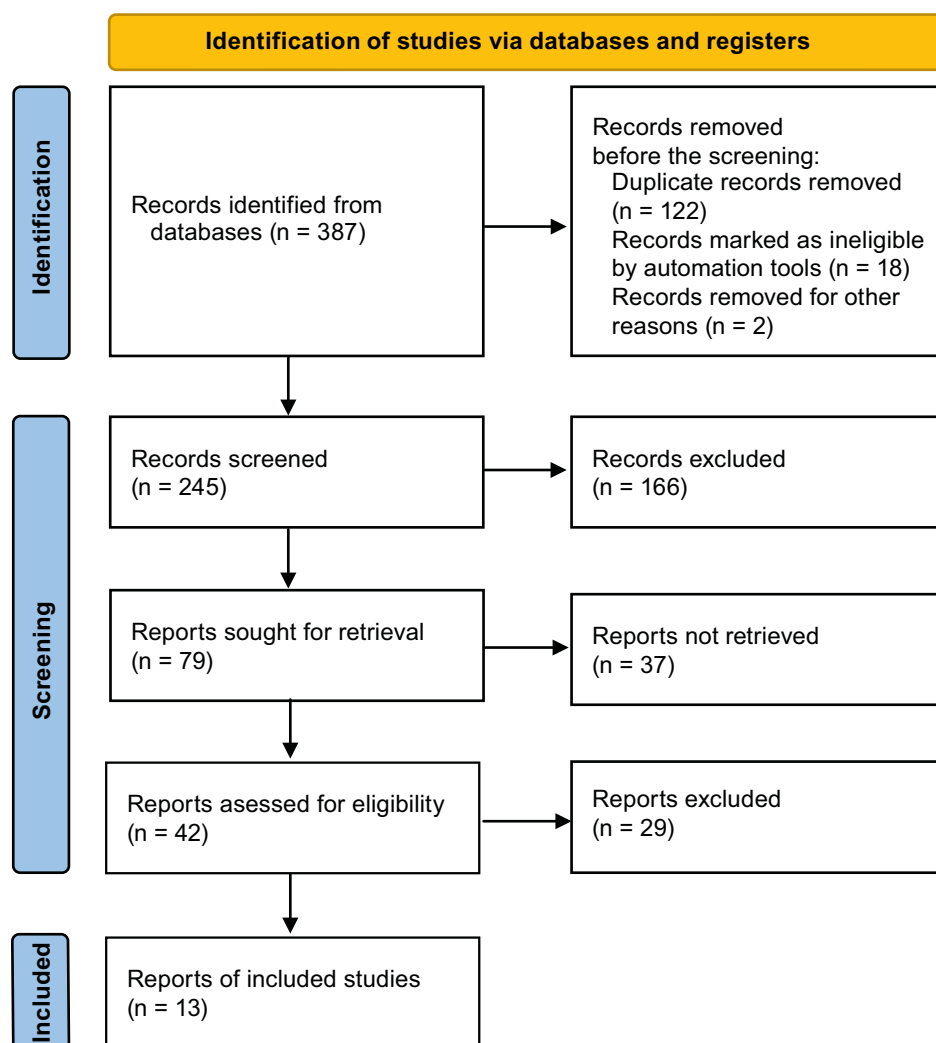 Identification of studies via databases and registers
Identification
Records identified from
databases (n = 387)
Records removed
before the screening:
Duplicate records removed
(n = 122)
Records marked as ineligible
by automation tools (n = 18)
Records removed for other
reasons (n = 2)
Screening
Records screened
(n = 245)
Records excluded
(n = 166)
Reports sought for retrieval
(n = 79)
Reports not retrieved
(n = 37)
Reports asessed for eligibility
(n = 42)
Reports excluded
(n = 29)
Included
Reports of included studies
(n = 13)